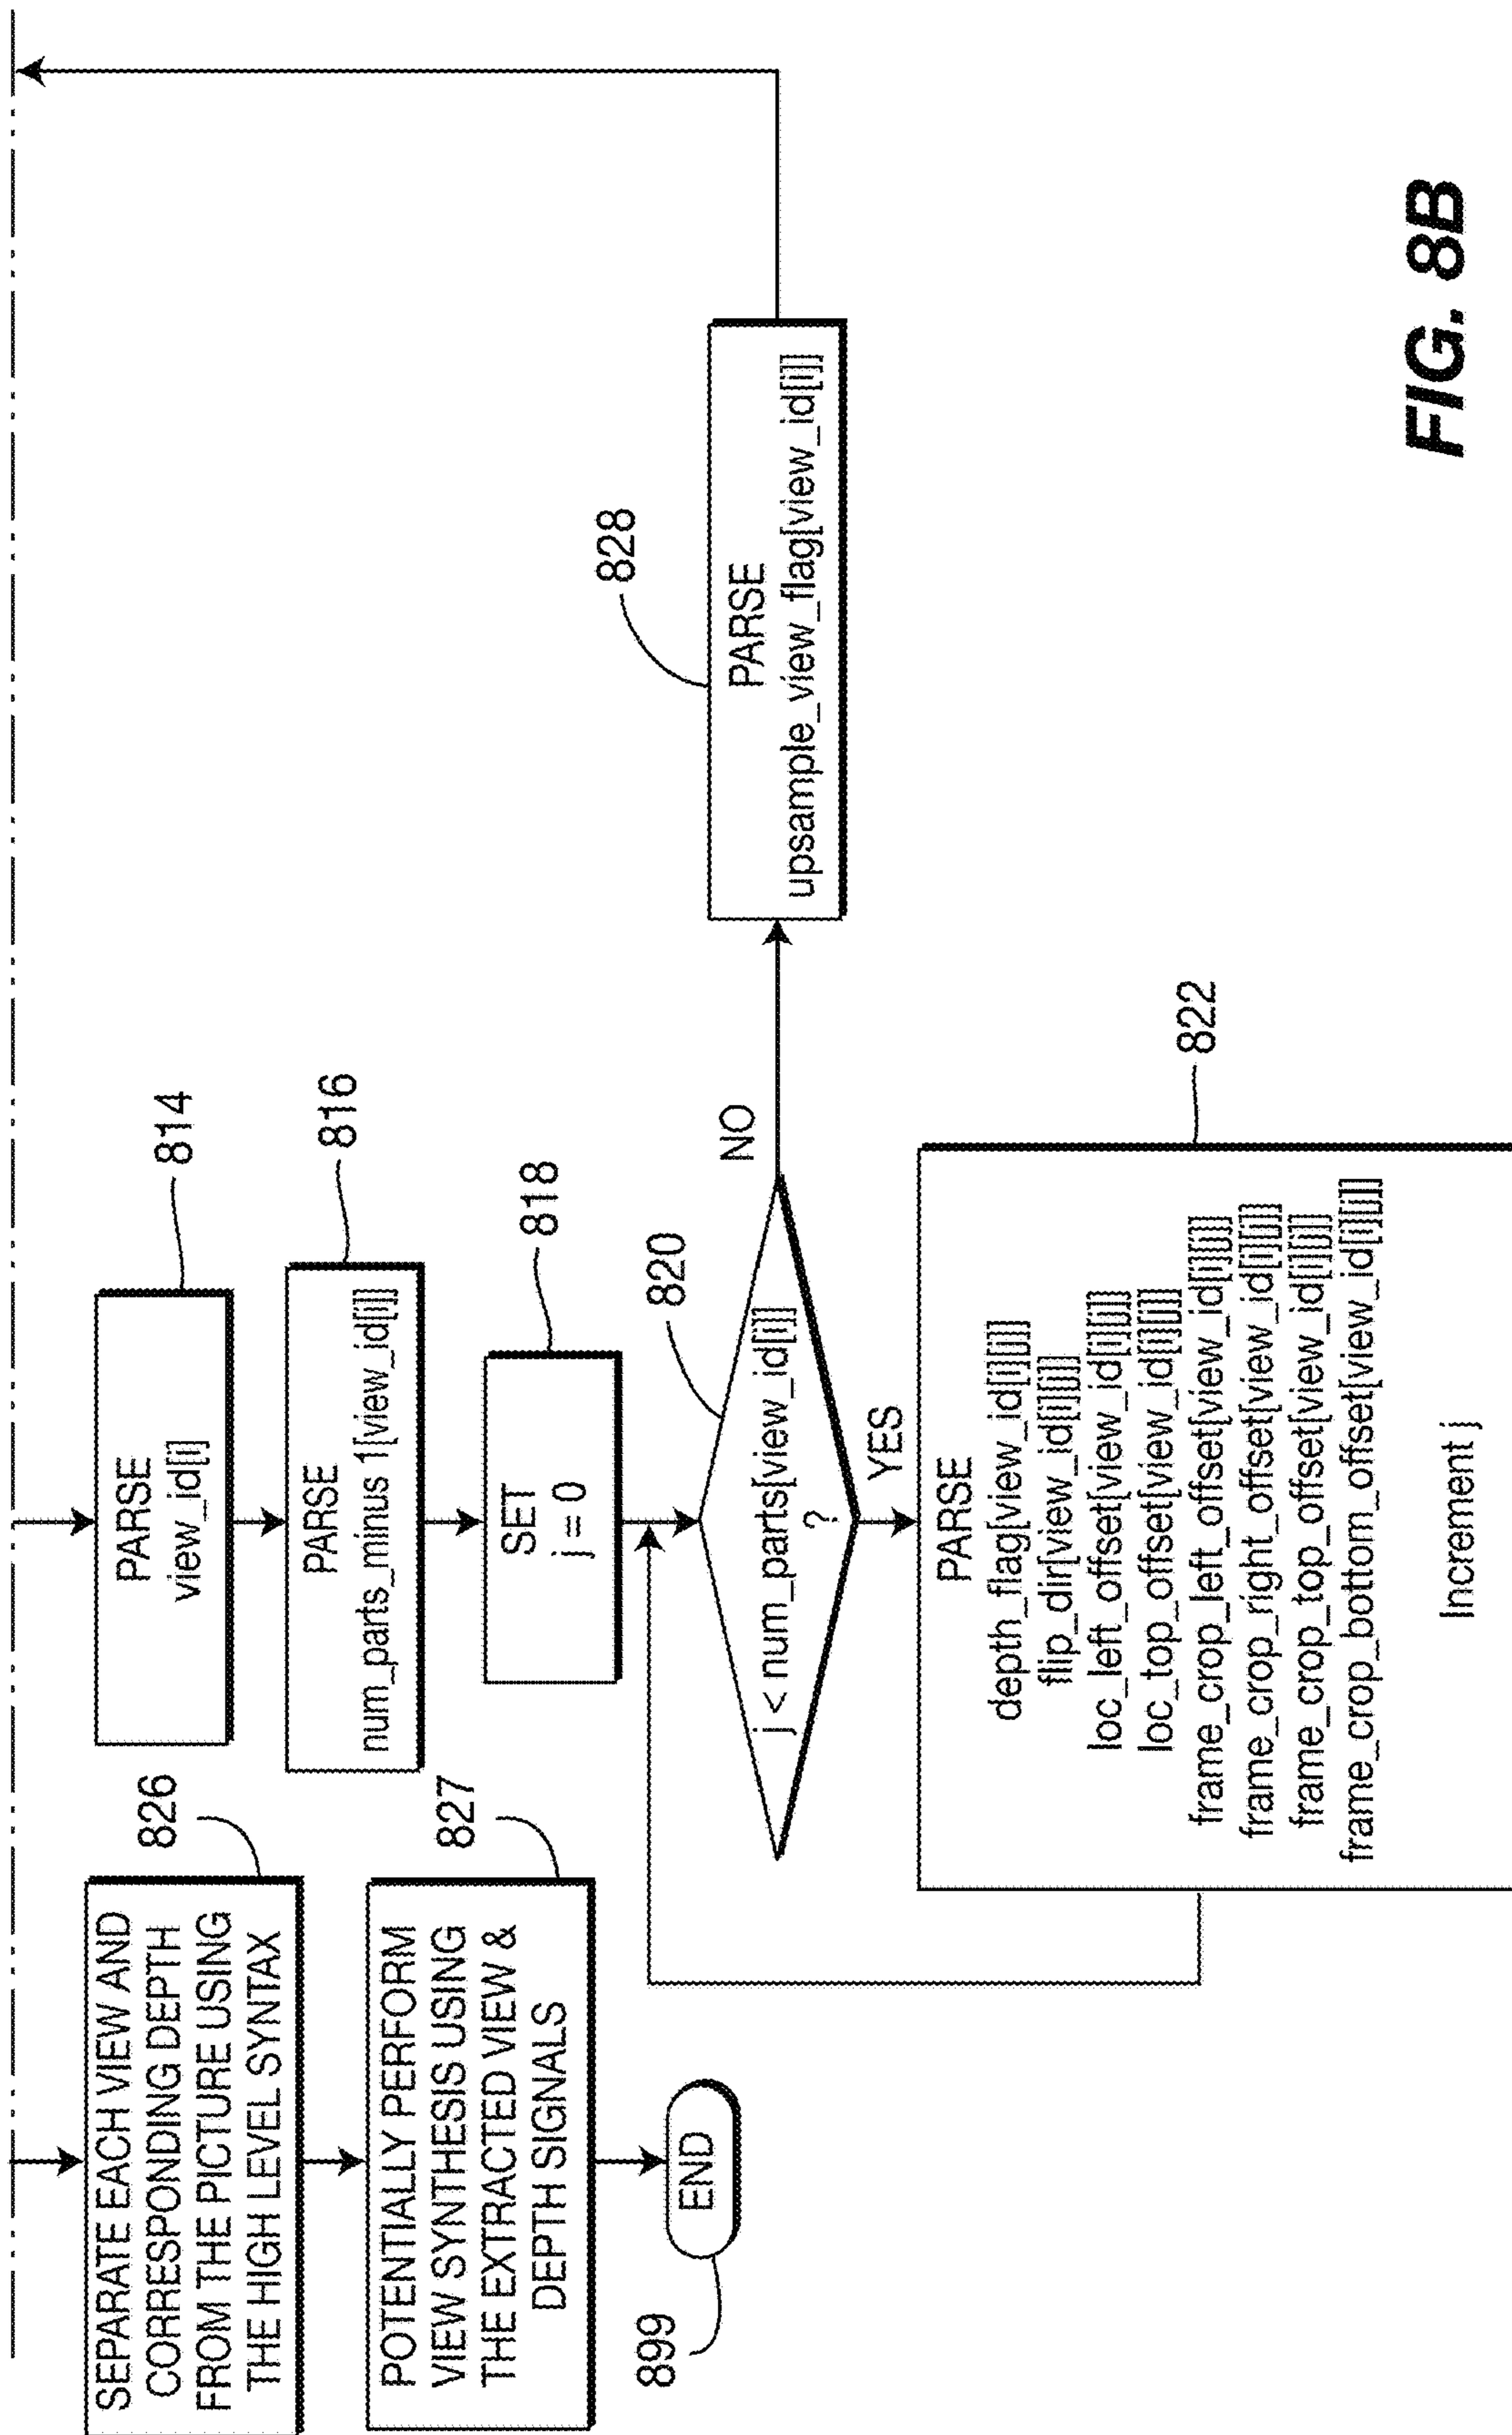 SEPARATE EACH VIEW AND
CORRESPONDING DEPTH
FROM THE PICTURE USING
THE HIGH LEVEL SYNTAX
826
POTENTIALLY PERFORM
VIEW SYNTHESIS USING
THE EXTRACTED VIEW &
DEPTH SIGNALS
827
END
899
PARSE
view_id[i]
814
PARSE
num_parts_minus 1[view_id[i]]
816
SET
j = 0
818
j < num_parts[view_id[i]]
?
820
NO
YES
PARSE
depth_flag[view_id[i][j]]
flip_dir[view_id[i][j]]
loc_left_offset[view_id[i][j]]
loc_top_offset[view_id[i][j]]
frame_crop_left_offset[view_id[i][j]]
frame_crop_right_offset[view_id[i][j]]
frame_crop_top_offset[view_id[i][j]]
frame_crop_bottom_offset[view_id[i][j]]
Increment j
822
PARSE
upsample_view_flag[view_id[i]]
828
FIG. 8B